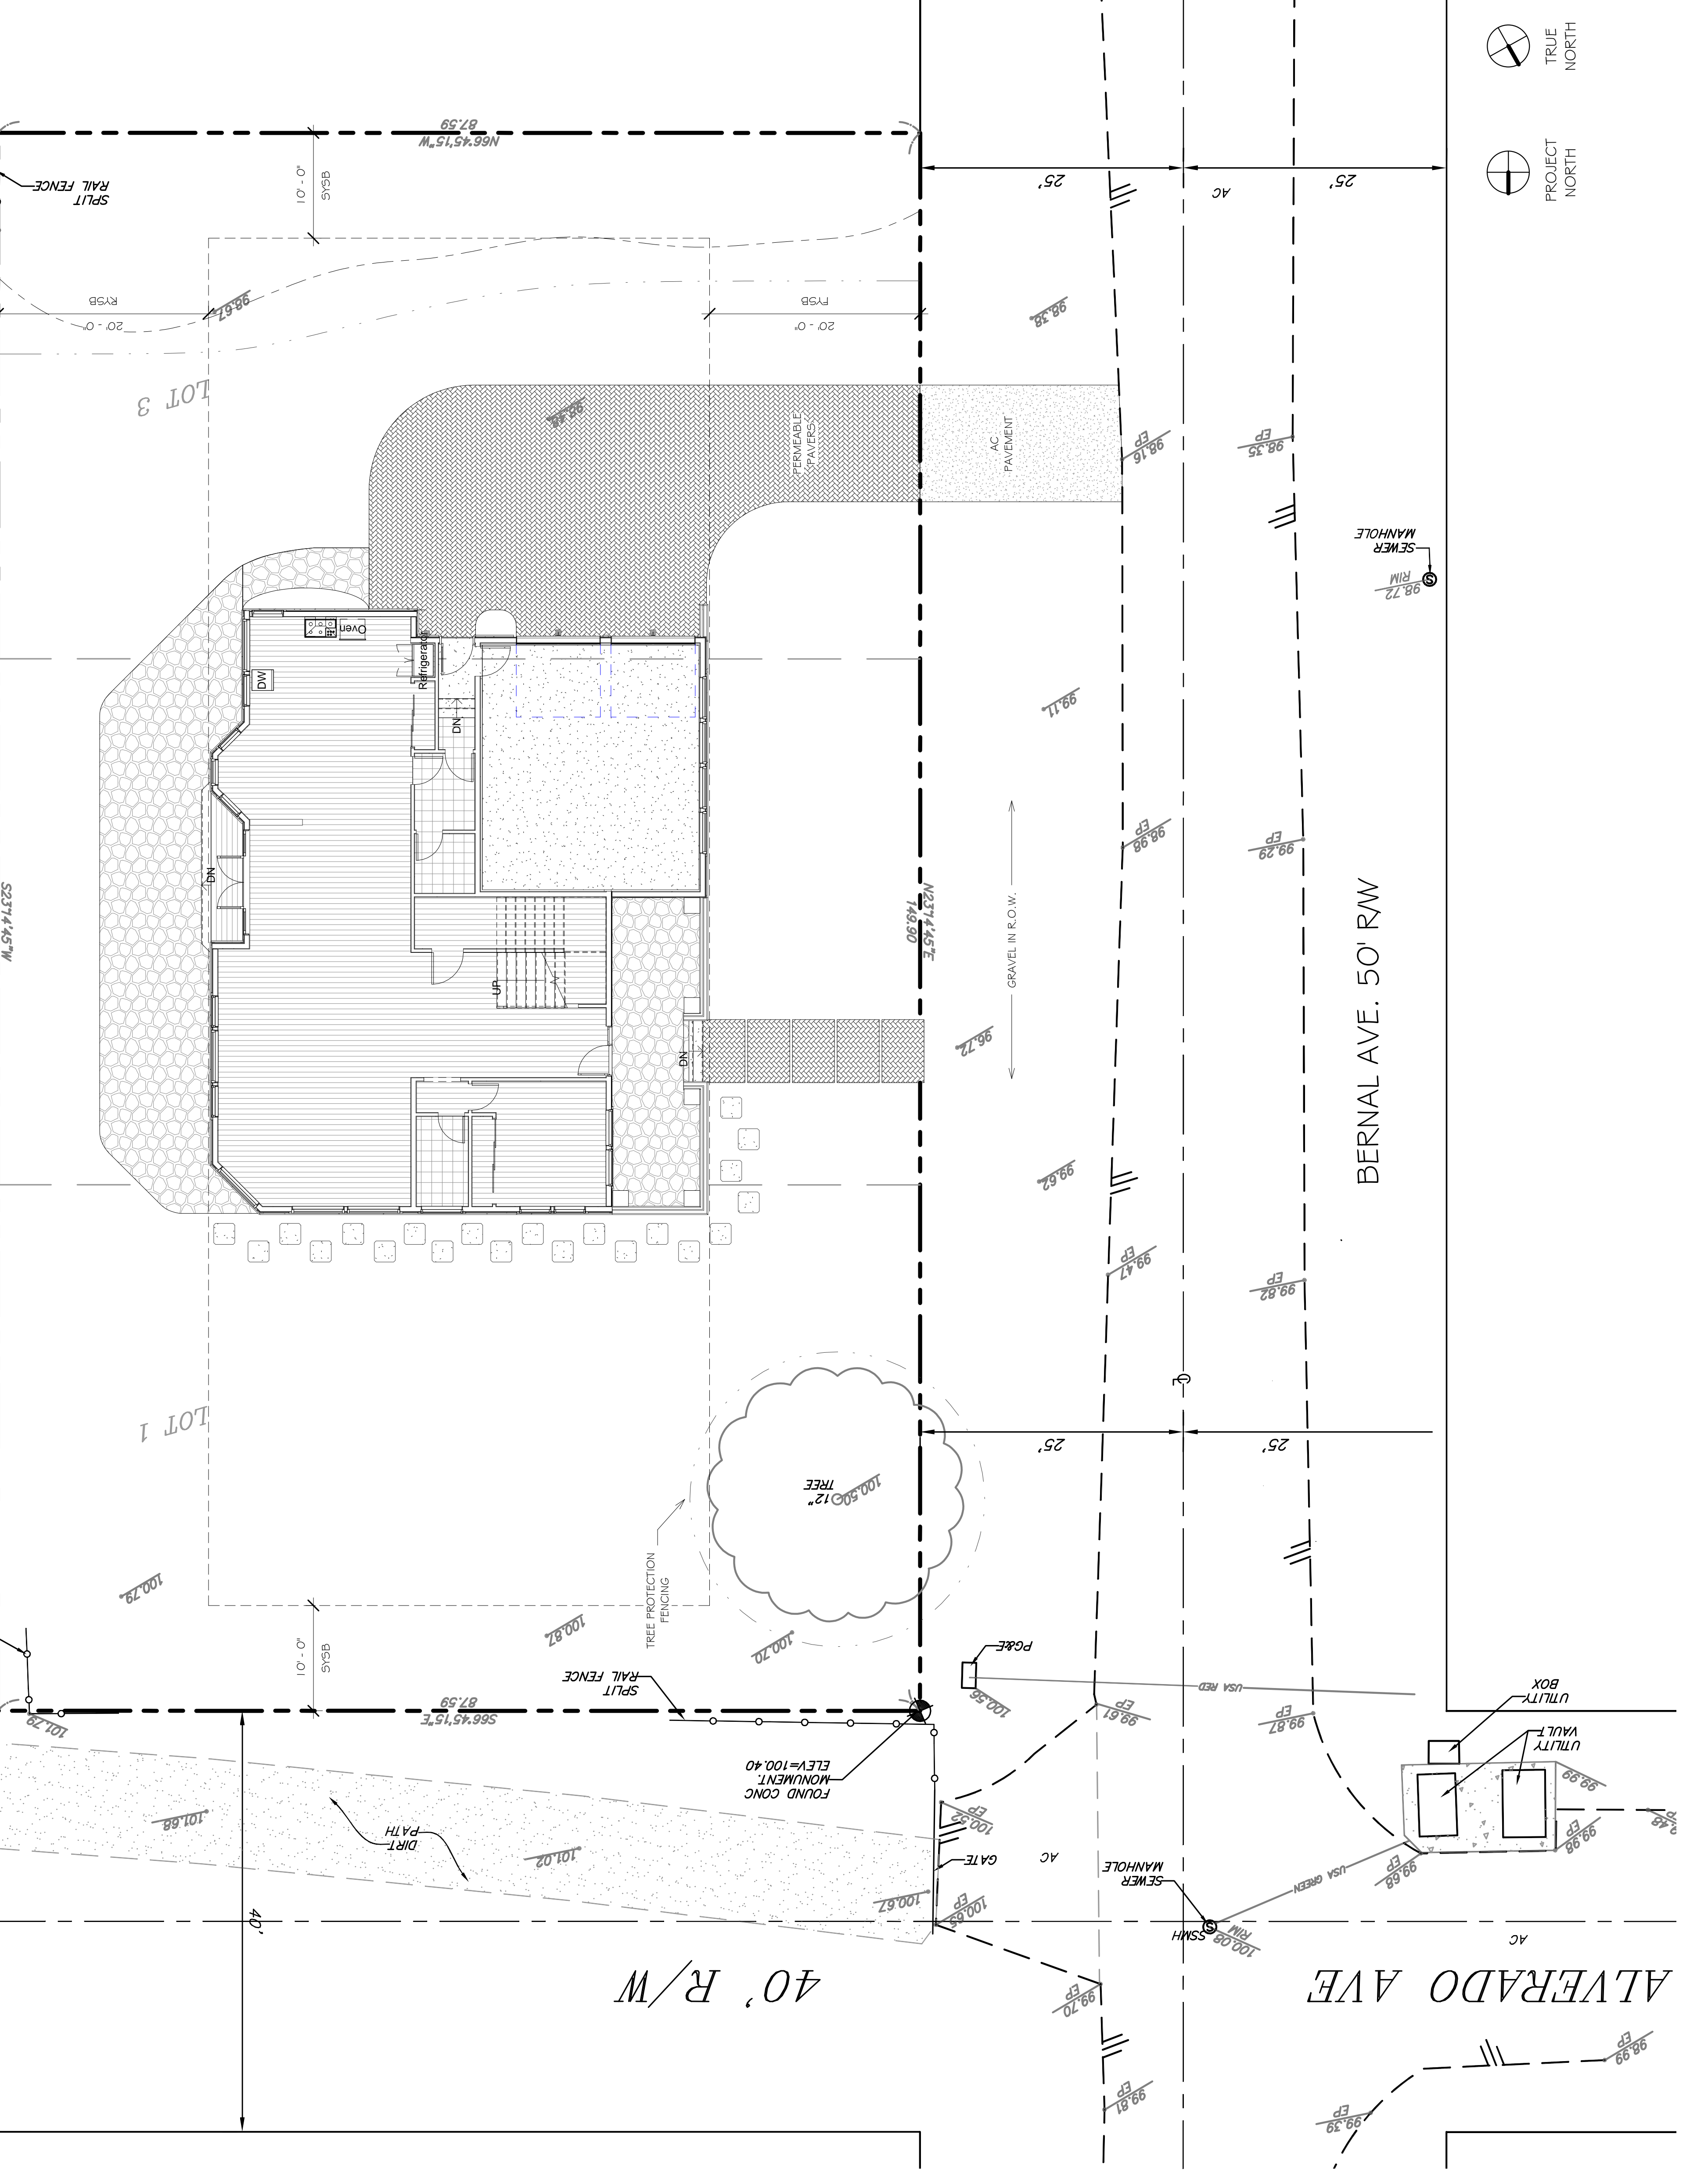 TRUE
NORTH
PROJECT
NORTH
87.59
N66°45'15"W
SPLIT
RAIL FENCE
10' - 0"
SYSB
25'
25'
AC
RYSB
20' - 0"
98.67
FYSB
20' - 0"
98.38
LOT 3
98.48
PERMEABLE
PAVERS
AC
PAVEMENT
98.16
EP
98.35
EP
SEWER
MANHOLE
98.72
RIM
Oven
Refrigerator
DW
DN
99.11
98.98
EP
99.29
EP
DN
S23°14'45"W
N23°14'45"E
149.90
GRAVEL IN R.O.W.
BERNAL AVE. 50' R/W
UP
DN
96.72
99.62
99.47
EP
99.82
EP
LOT 1
25'
25'
12"
TREE
100.50
TREE PROTECTION
FENCING
100.79
100.87
100.70
10' - 0"
SYSB
SPLIT
RAIL FENCE
PG&E
100.56
USA RED
UTILITY
BOX
UTILITY
VAULT
87.59
S66°45'15"E
101.79
99.61
EP
99.87
EP
FOUND CONC
MONUMENT.
ELEV=100.40
99.99
101.68
DIRT
PATH
101.02
100.52
EP
GATE
AC
SEWER
MANHOLE
USA GREEN
99.68
EP
99.98
EP
100.67
100.65
EP
SSMH
100.08
RIM
AC
40'
40' R/W
ALVERADO AVE
99.70
EP
98.99
EP
99.81
EP
99.39
EP